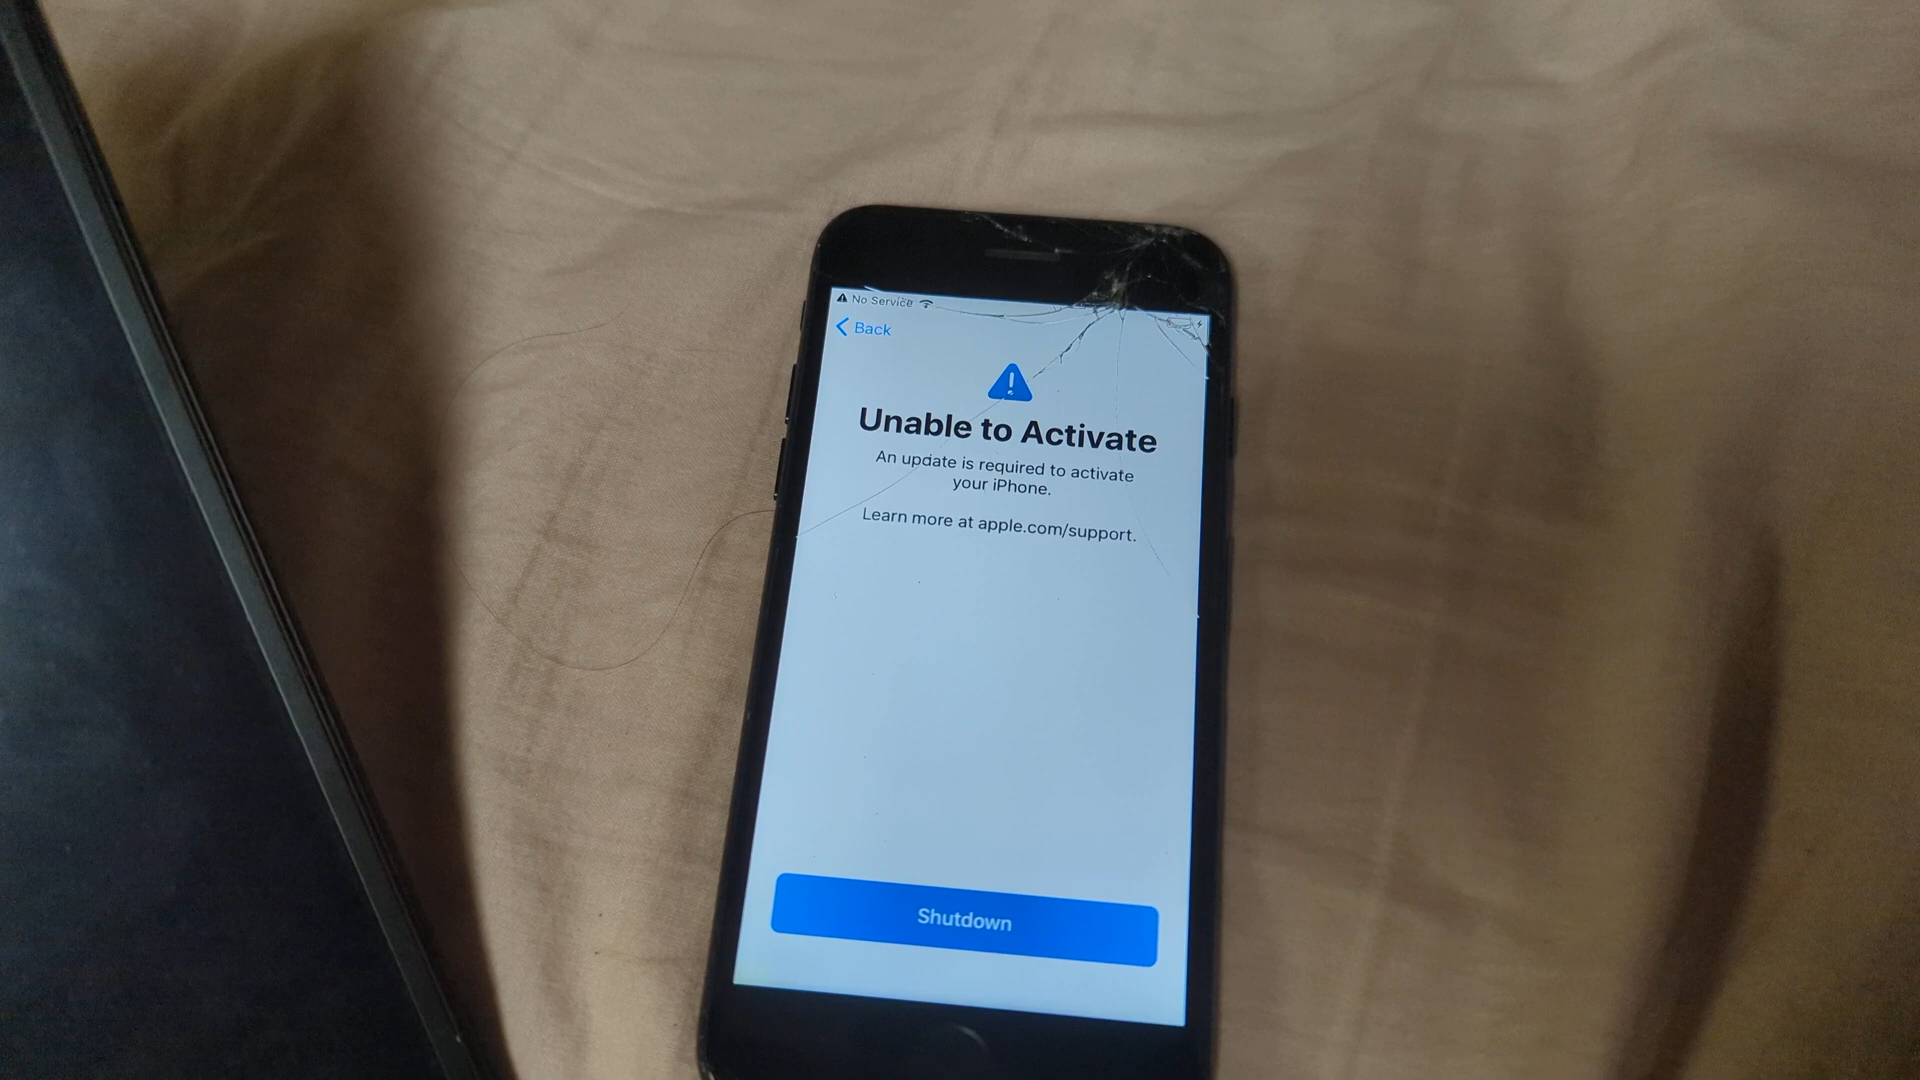 No Service
Back
Unable to Activate
An update is required to activate
your iPhone.
Learn more at apple.com/support.
Shutdown